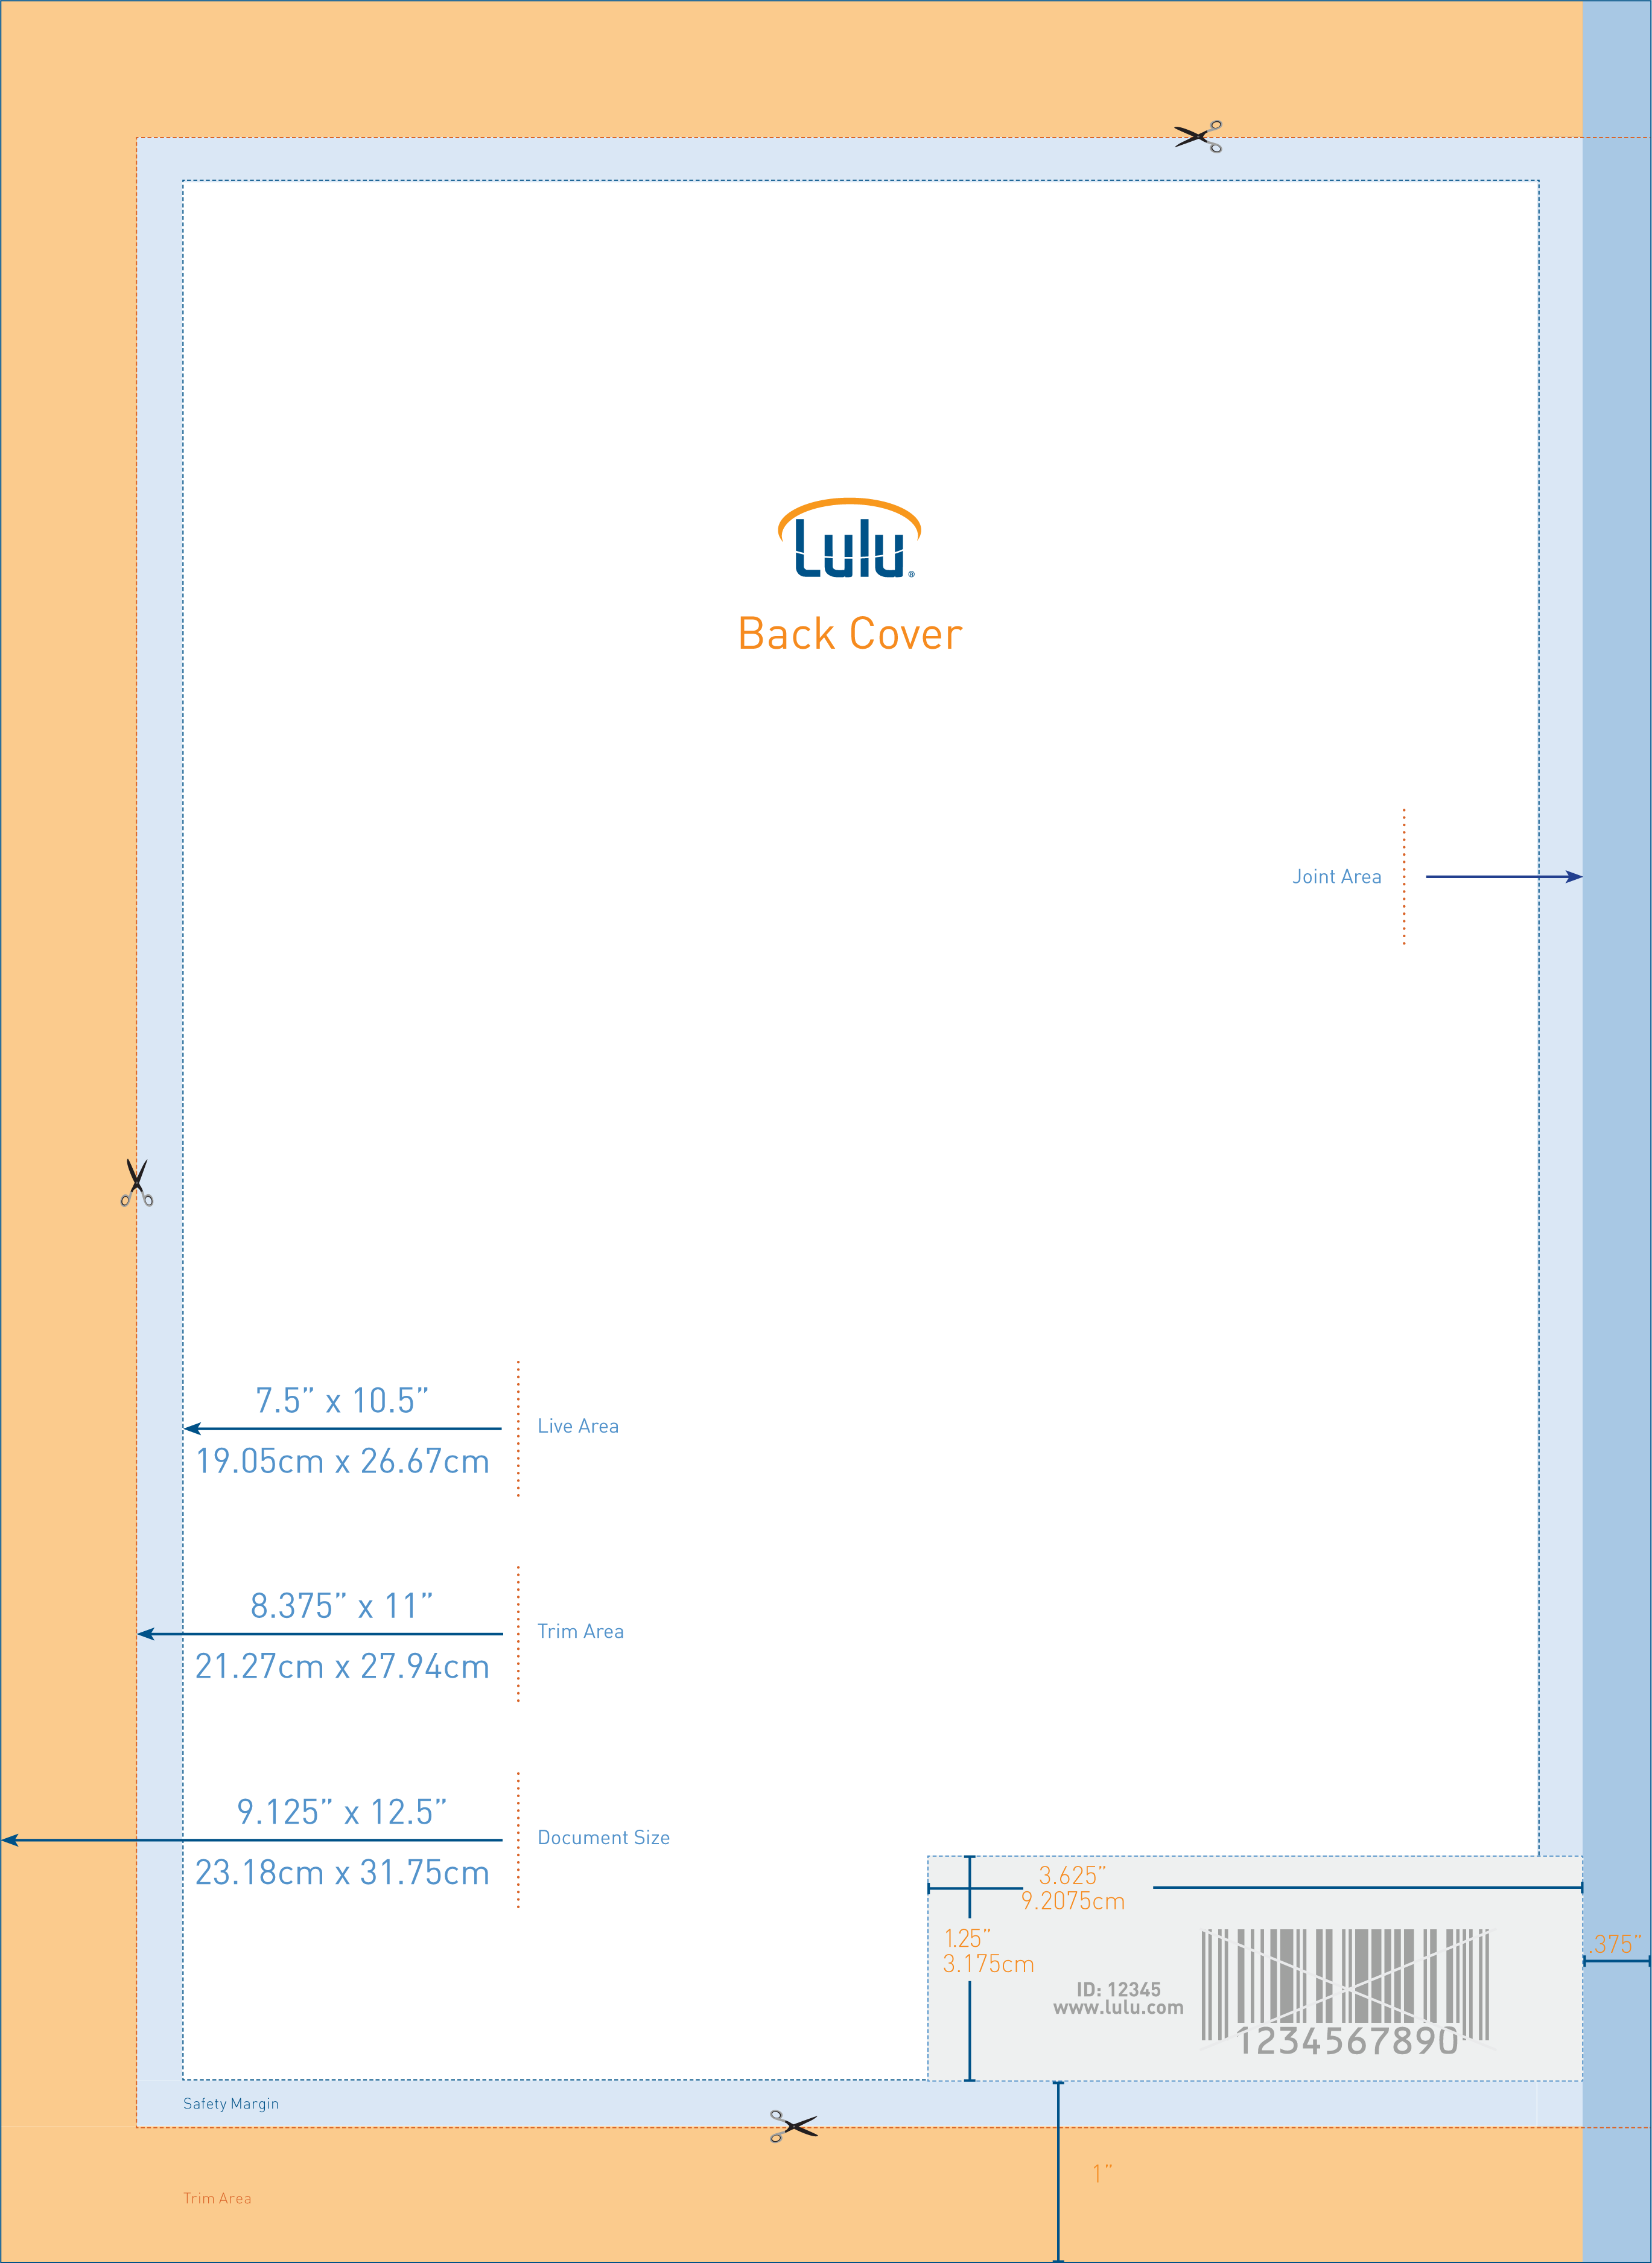 Lulu®
Back Cover
Joint Area
7.5” x 10.5”
Live Area
19.05cm x 26.67cm
8.375” x 11”
Trim Area
21.27cm x 27.94cm
9.125” x 12.5”
Document Size
23.18cm x 31.75cm
3.625”
9.2075cm
1.25”
3.175cm
.375”
ID: 12345
www.lulu.com
1234567890
Safety Margin
1”
Trim Area